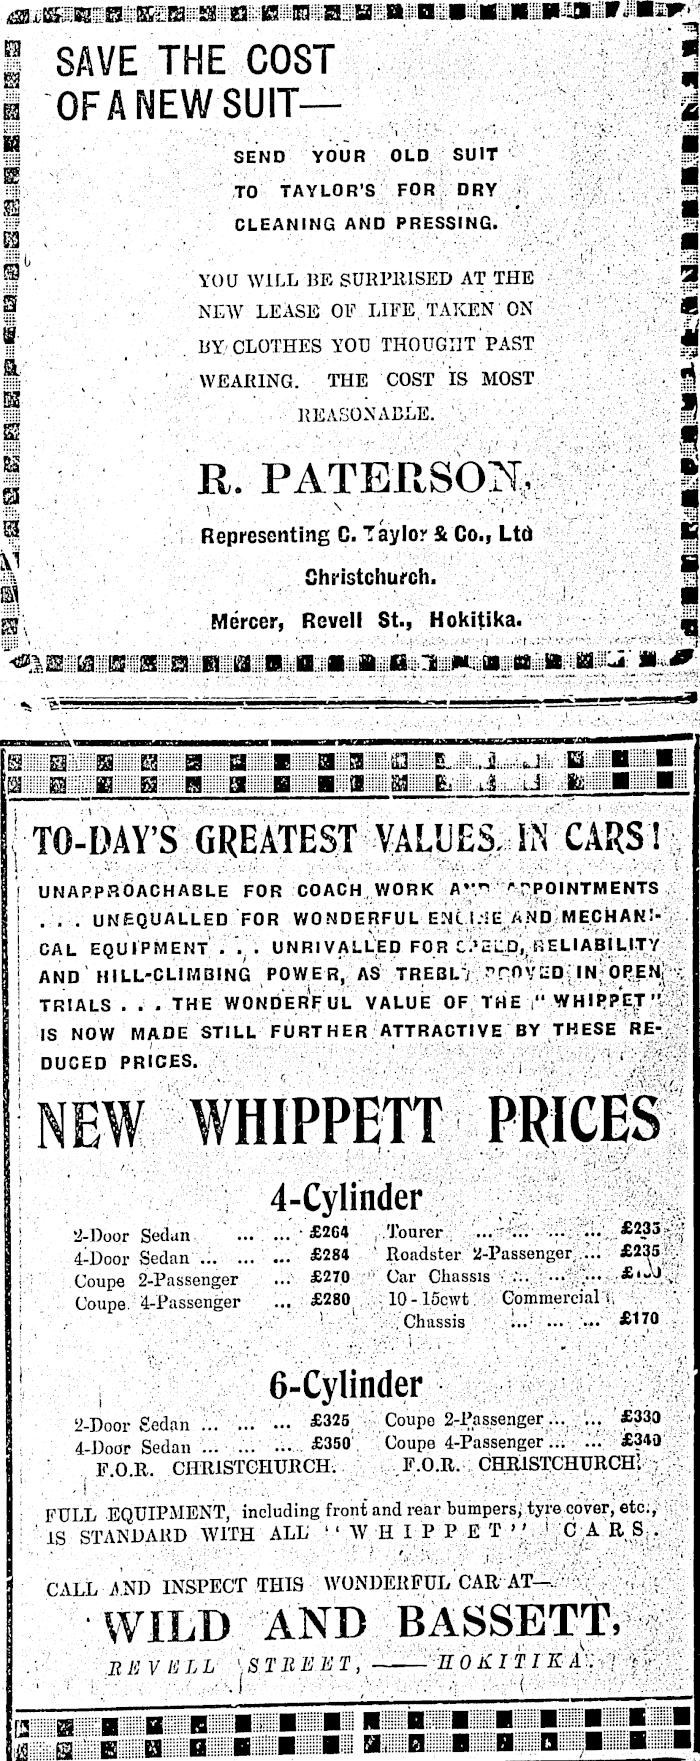 SAVE THE COST
OF A NEW SUIT—
SEND YOUR OLD SUIT
TO TAYLOR'S FOR DRY
CLEANING AND PRESSING.
YOU WILL BE SURPRISED AT THE
NEW LEASE OF LIFE TAKEN ON
BY CLOTHES YOU THOUGHT PAST
WEARING. THE COST IS MOST
REASONABLE.
R. PATERSON,
Representing C. Taylor & Co., Ltd
Christchurch.
Mercer, Revell St., Hokitika.
TO-DAY'S GREATEST VALUES. IN CARS!
UNAPPROACHABLE FOR COACH WORK AND APPOINTMENTS
... UNEQUALLED FOR WONDERFUL ENGINE AND MECHANI-
CAL EQUIPMENT ... UNRIVALLED FOR SPEED, RELIABILITY
AND HILL-CLIMBING POWER, AS TREBLY PROVED IN OPEN
TRIALS ... THE WONDERFUL VALUE OF THE "WHIPPET"
IS NOW MADE STILL FURTHER ATTRACTIVE BY THESE RE-
DUCED PRICES.
NEW WHIPPETT PRICES
4-Cylinder
2-Door Sedan ... ... £264
4-Door Sedan ... ... ... £284
Coupe 2-Passenger ... £270
Coupe 4-Passenger ... £280
Tourer ... ... ... ... £235
Roadster 2-Passenger ... £235
Car Chassis ... ... ...
10-15cwt Commercial
Chassis ... ... ... £170
6-Cylinder
2-Door Sedan ... ... ... £325
4-Door Sedan ... ... ... £350
F.O.R. CHRISTCHURCH.
Coupe 2-Passenger ... ... £330
Coupe 4-Passenger ... ... £340
F.O.R. CHRISTCHURCH.
FULL EQUIPMENT, including front and rear bumpers, tyre cover, etc.,
IS STANDARD WITH ALL "WHIPPET" CARS.
CALL AND INSPECT THIS WONDERFUL CAR AT—
WILD AND BASSETT,
REVELL STREET, —— HOKITIKA.